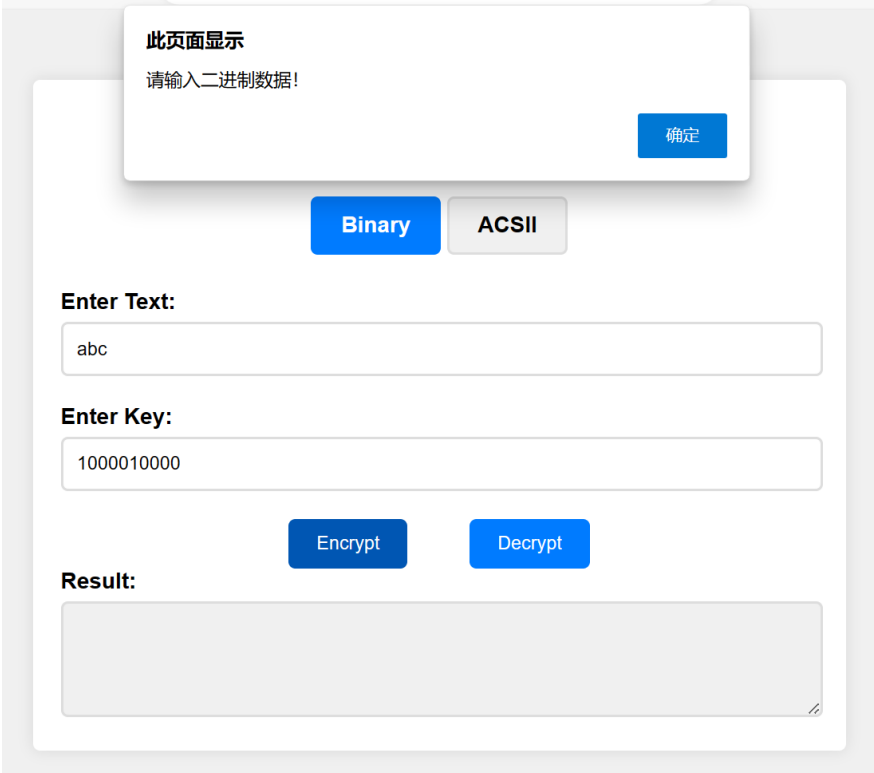 此页面显示
请输入二进制数据！
确定
Binary ACSII
Enter Text:
abc
Enter Key:
1000010000
Encrypt Decrypt
Result: